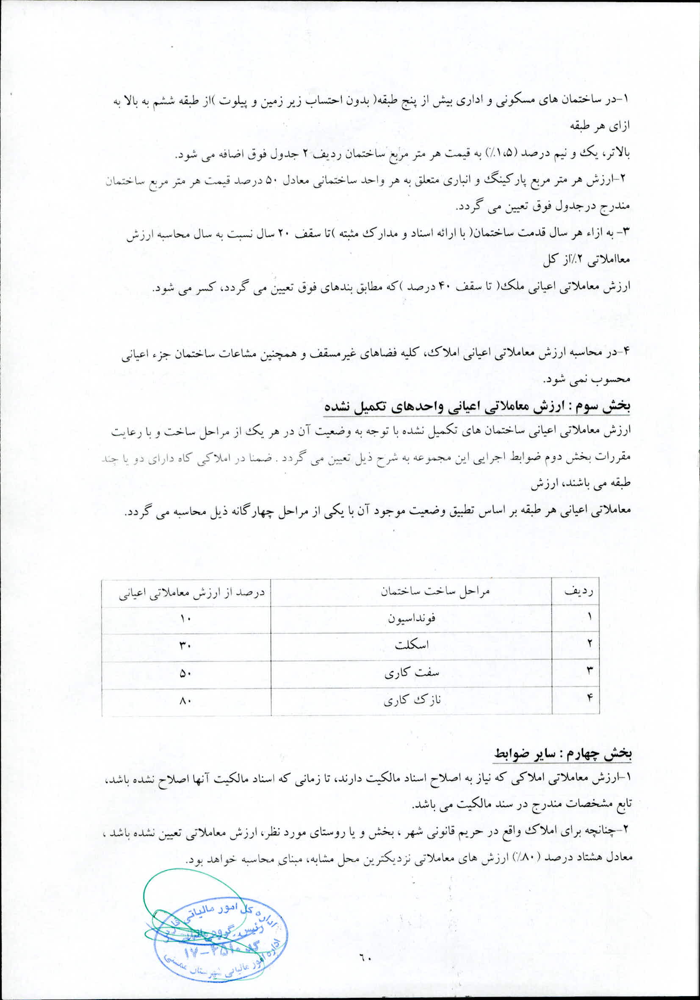 ۱-در ساختمان های مسکونی و اداری بیش از پنج طبقه( بدون احتساب زیر زمین و پیلوت )از طبقه ششم به بالا به
ازای هر طبقه
بالاتر، یک و نیم درصد (۱،۵٪) به قیمت هر متر مربع ساختمان ردیف ۲ جدول فوق اضافه می شود.
۲-ارزش هر متر مربع پارکینگ و انباری متعلق به هر واحد ساختمانی معادل ۵۰ درصد قیمت هر متر مربع ساختمان
مندرج درجدول فوق تعیین می گردد.
۳- به ازاء هر سال قدمت ساختمان( با ارائه اسناد و مدارک مثبته )تا سقف ۲۰ سال نسبت به سال محاسبه ارزش
معااملاتی ۲٪از کل
ارزش معاملاتی اعیانی ملک( تا سقف ۴۰ درصد )که مطابق بندهای فوق تعیین می گردد، کسر می شود.
۴-در محاسبه ارزش معاملاتی اعیانی املاک، کلیه فضاهای غیرمسقف و همچنین مشاعات ساختمان جزء اعیانی
محسوب نمی شود.
بخش سوم : ارزش معاملاتی اعیانی واحدهای تکمیل نشده
ارزش معاملاتی اعیانی ساختمان های تکمیل نشده با توجه به وضعیت آن در هر یک از مراحل ساخت و با رعایت
مقررات بخش دوم ضوابط اجرایی این مجموعه به شرح ذیل تعیین می گردد . ضمنا در املاکی کاه دارای دو یا چند
طبقه می باشند، ارزش
معاملاتی اعیانی هر طبقه بر اساس تطبیق وضعیت موجود آن با یکی از مراحل چهارگانه ذیل محاسبه می گردد.
ردیف مراحل ساخت ساختمان درصد از ارزش معاملاتی اعیانی
۱ فونداسیون ۱۰
۲ اسکلت ۳۰
۳ سفت کاری ۵۰
۴ نازک کاری ۸۰
بخش چهارم : سایر ضوابط
۱-ارزش معاملاتی املاکی که نیاز به اصلاح اسناد مالکیت دارند، تا زمانی که اسناد مالکیت آنها اصلاح نشده باشد،
تابع مشخصات مندرج در سند مالکیت می باشد.
۲-چنانچه برای املاک واقع در حریم قانونی شهر ، بخش و یا روستای مورد نظر، ارزش معاملاتی تعیین نشده باشد ،
معادل هشتاد درصد (۸۰٪) ارزش های معاملاتی نزدیکترین محل مشابه، مبنای محاسبه خواهد بود.
اداره کل امور مالیاتی فارس
رئیس گروه مالیاتی
اداره امور مالیاتی شهرستان ممسنی
٦٠